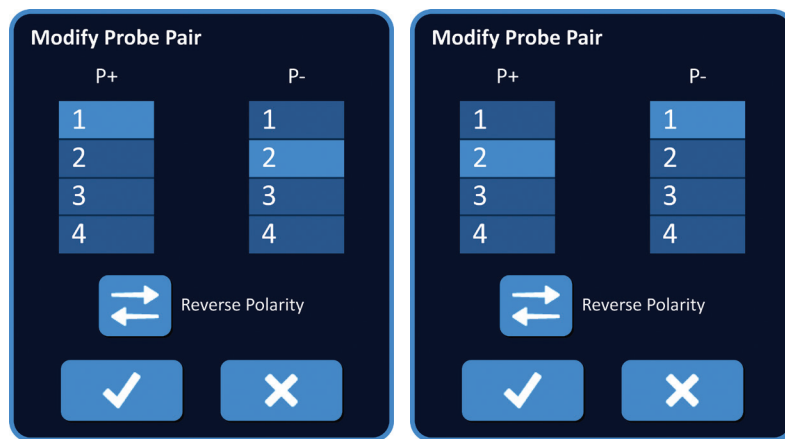 Modify Probe Pair
P+ P-
1 1
2 2
3 3
4 4
Reverse Polarity
Modify Probe Pair
P+ P-
1 1
2 2
3 3
4 4
Reverse Polarity